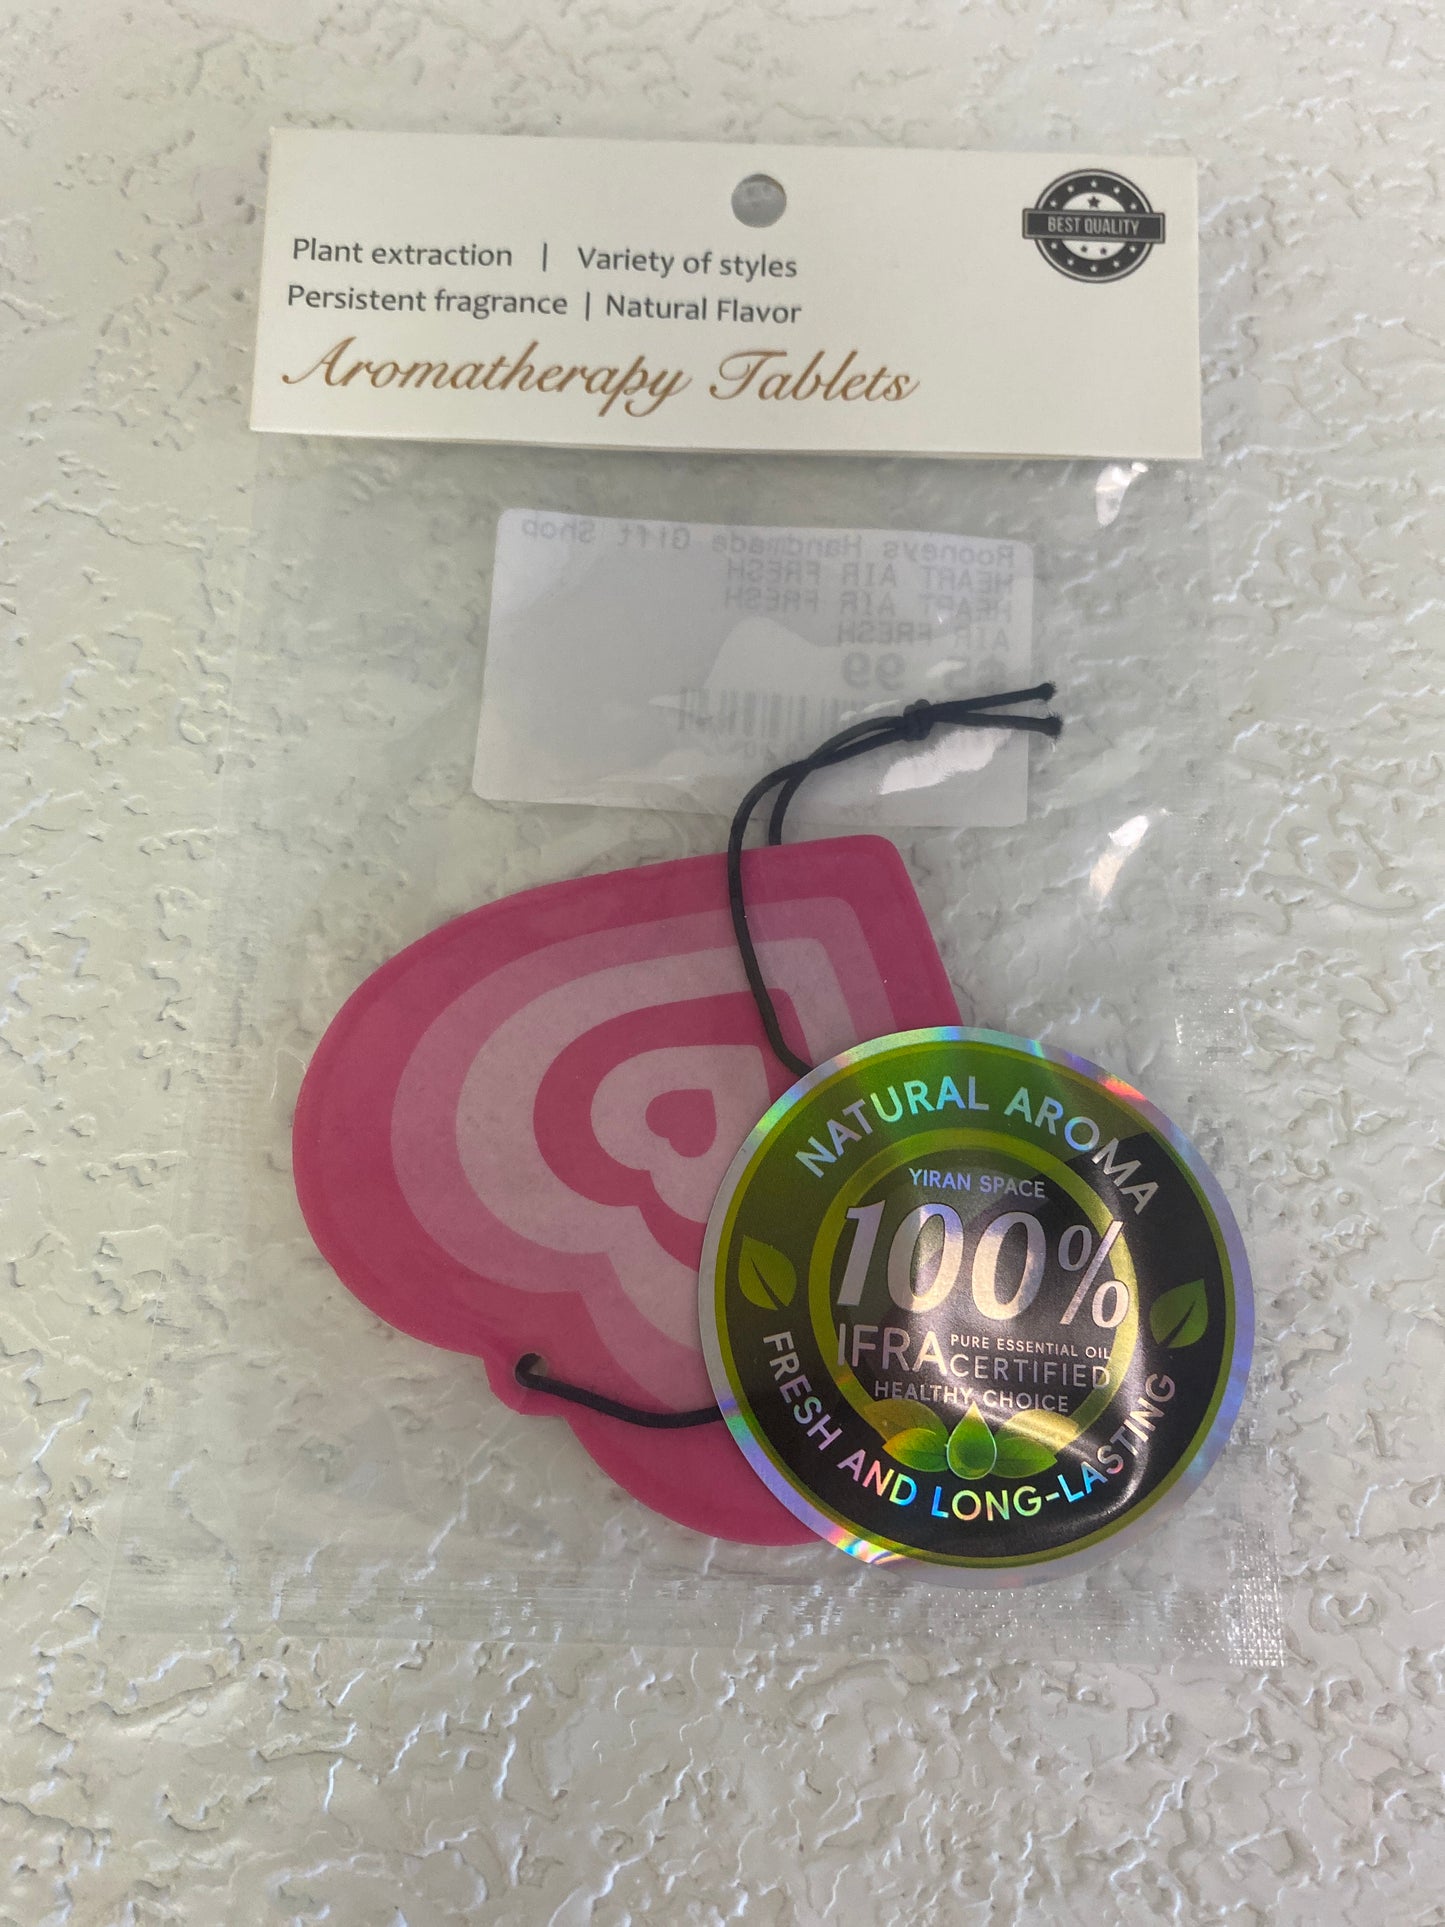 BEST QUALITY
Plant extraction | Variety of styles
Persistent fragrance | Natural Flavor
Aromatherapy Tablets
Rooneys Handmade Gift Shop
HEART AIR FRESH
HEART AIR FRESH
AIR FRESH
$5.99
NATURAL AROMA
YIRAN SPACE
100%
IFRA PURE ESSENTIAL OIL
CERTIFIED
HEALTHY CHOICE
FRESH AND LONG-LASTING